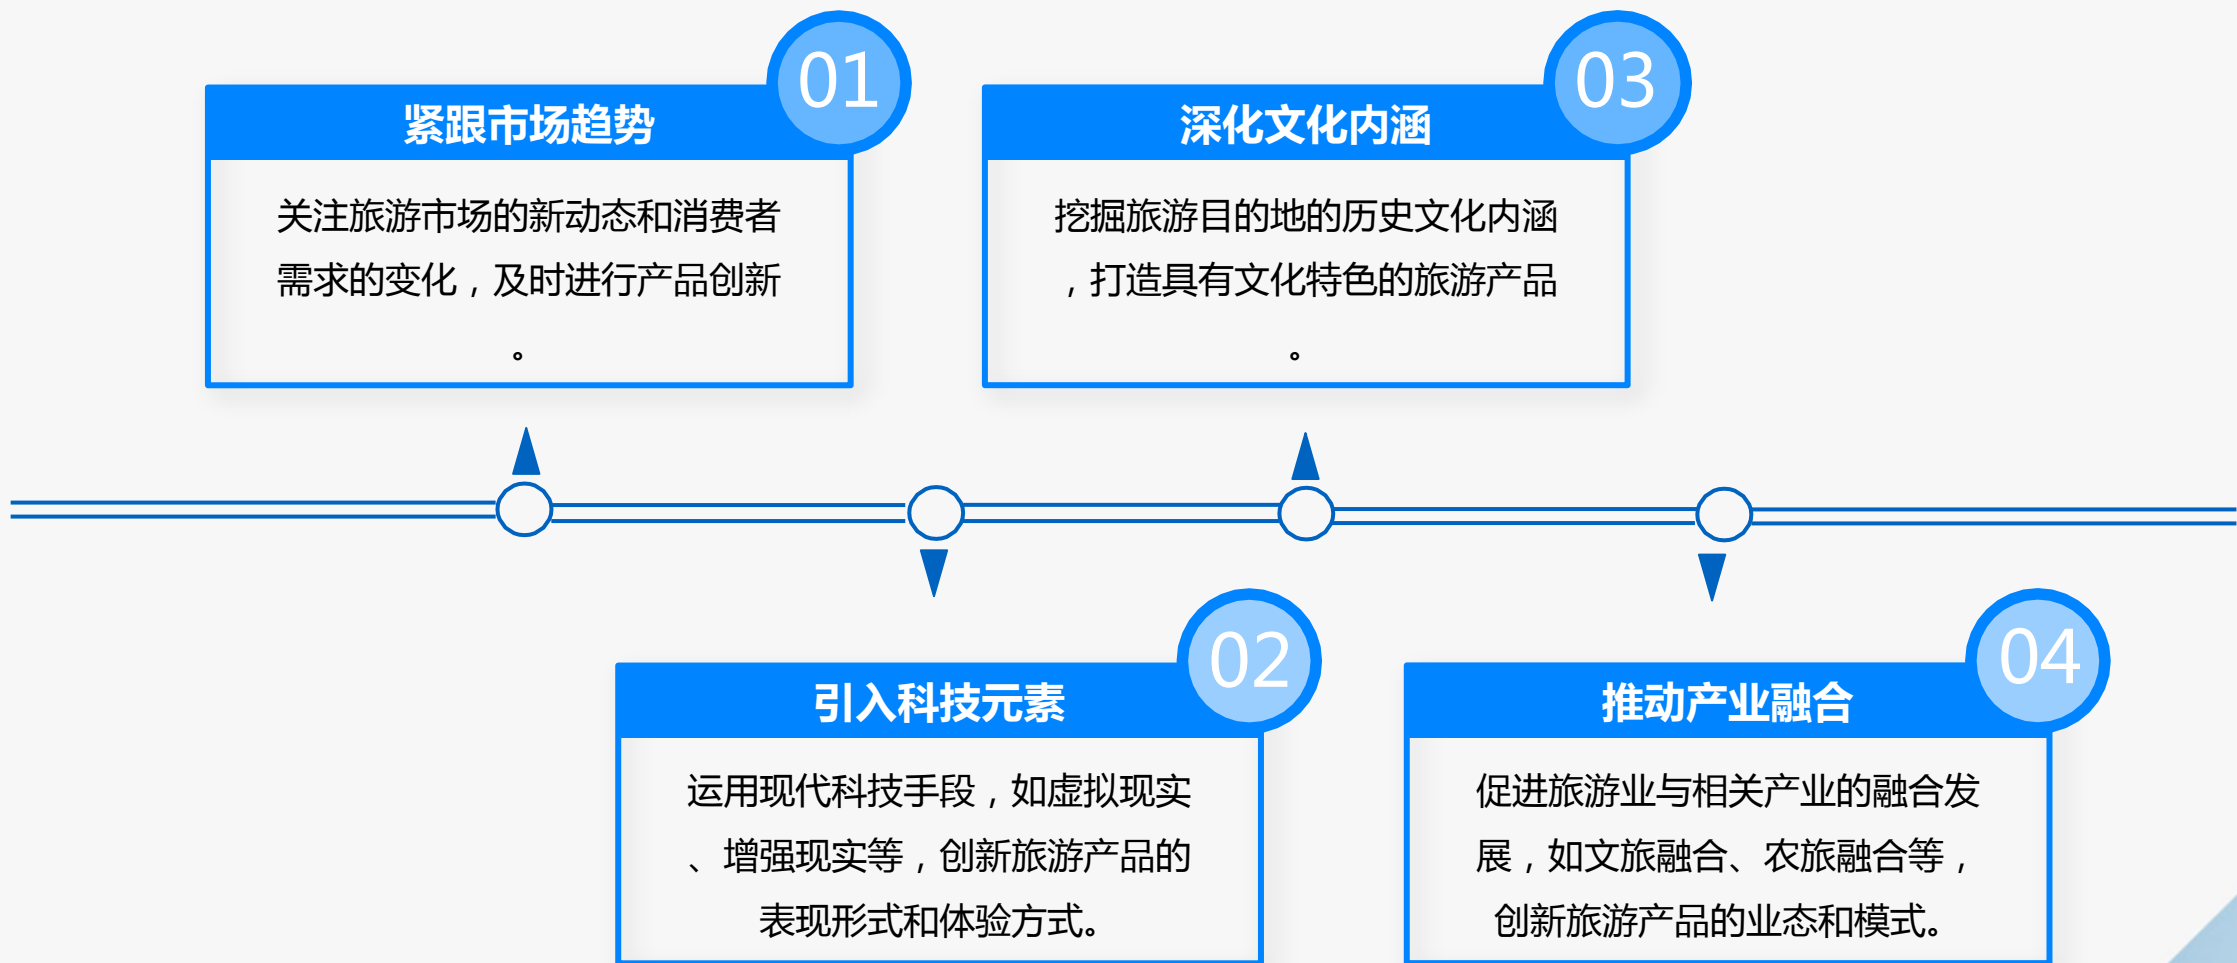 01
紧跟市场趋势
关注旅游市场的新动态和消费者
需求的变化，及时进行产品创新
。
03
深化文化内涵
挖掘旅游目的地的历史文化内涵
，打造具有文化特色的旅游产品
。
02
引入科技元素
运用现代科技手段，如虚拟现实
、增强现实等，创新旅游产品的
表现形式和体验方式。
04
推动产业融合
促进旅游业与相关产业的融合发
展，如文旅融合、农旅融合等，
创新旅游产品的业态和模式。